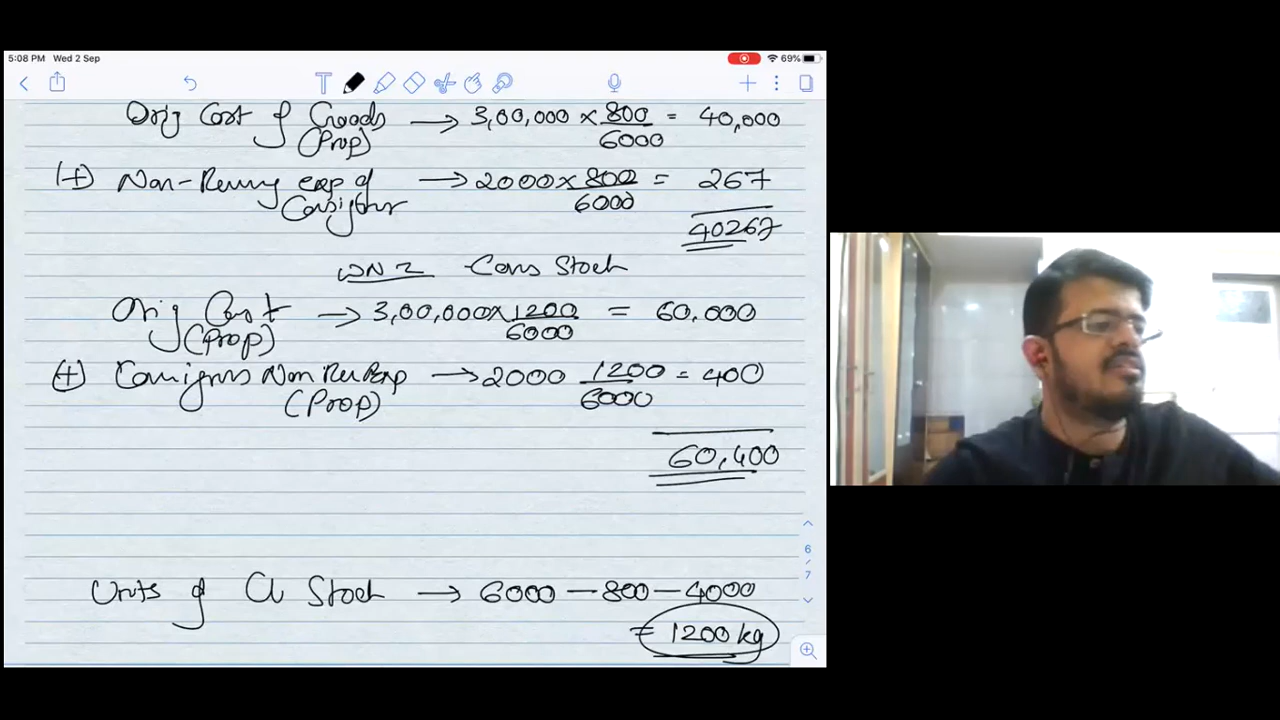 5:08 PM Wed 2 Sep
69%
Orig Cost of Goods → 3,00,000 × 800/6000 = 40,000
(Prop)
(+) Non-Recurring exp of → 2000 × 800/6000 = 267
Consignor
40267
WN 2 Cons Stock
Orig Cost → 3,00,000 × 1200/6000 = 60,000
(Prop)
(+) Consignors Non Rec Exp → 2000 1200/6000 = 400
(Prop)
60,400
6
7
Units of Cl Stock → 6000 – 800 – 4000
= 1200 kg